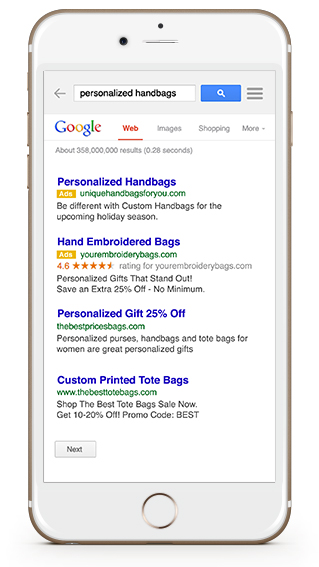 personalized handbags
Google Web Images Shopping More
About 358,000,000 results (0.28 seconds)
Personalized Handbags
Ads uniquehandbagsforyou.com
Be different with Custom Handbags for the
upcoming holiday season.
Hand Embroidered Bags
Ads yourembroiderybags.com
4.6 ★★★★★ rating for yourembroiderybags.com
Personalized Gifts That Stand Out!
Save an Extra 25% Off - No Minimum.
Personalized Gift 25% Off
thebestpricesbags.com
Personalized purses, handbags and tote bags for
women are great personalized gifts
Custom Printed Tote Bags
www.thebesttotebags.com
Shop The Best Tote Bags Sale Now.
Get 10-20% Off! Promo Code: BEST
Next